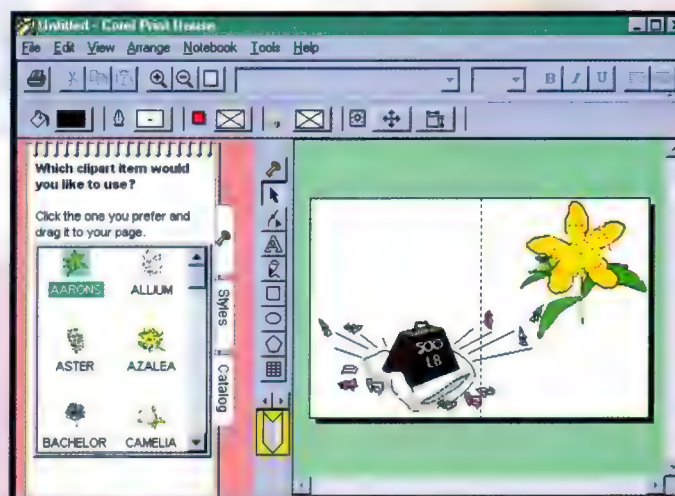 Untitled - Corel Print House
File Edit View Arrange Notebook Tools Help
B I U
Which clipart item would
you like to use?
Click the one you prefer and
drag it to your page.
AARONS ALLIUM
ASTER AZALEA
BACHELOR CAMELIA
Styles
Catalog
A
500
LB